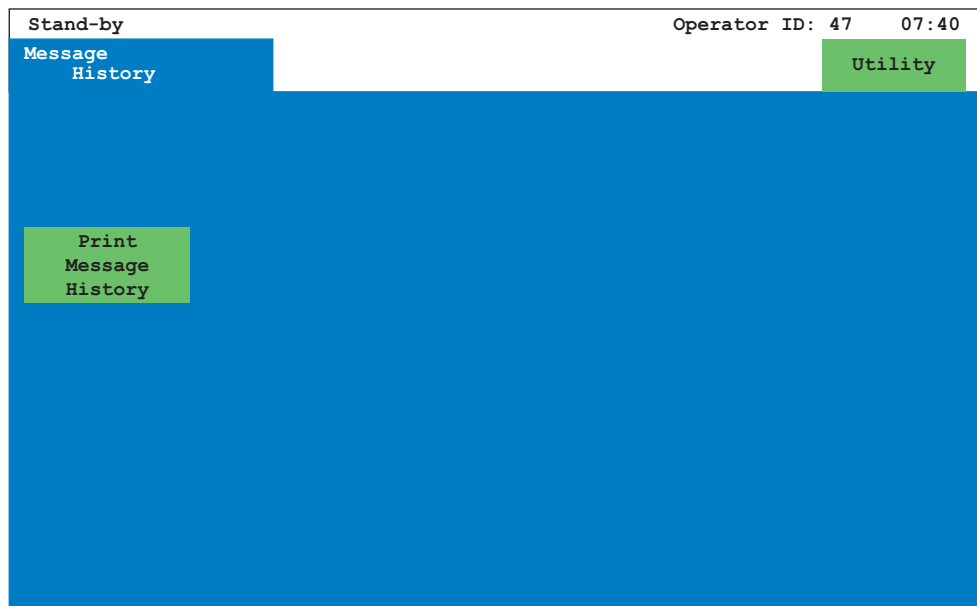 Stand-by Operator ID: 47 07:40
Message
History
Utility
Print
Message
History